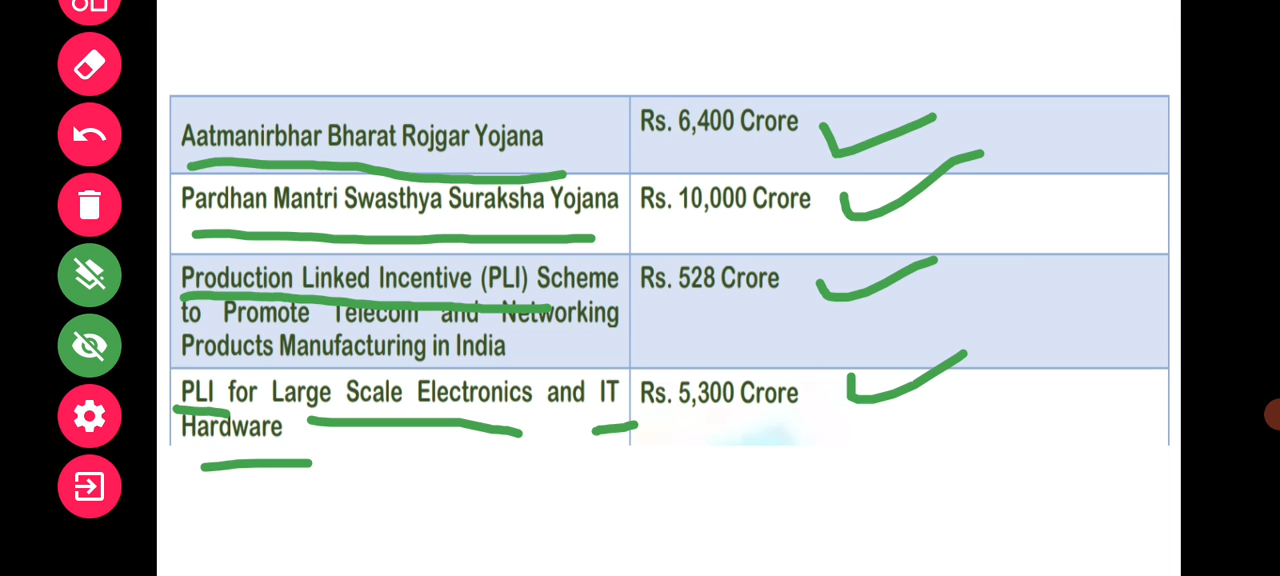 Aatmanirbhar Bharat Rojgar Yojana
Rs. 6,400 Crore
Pardhan Mantri Swasthya Suraksha Yojana
Rs. 10,000 Crore
Production Linked Incentive (PLI) Scheme
to Promote Telecom and Networking
Products Manufacturing in India
Rs. 528 Crore
PLI for Large Scale Electronics and IT
Hardware
Rs. 5,300 Crore